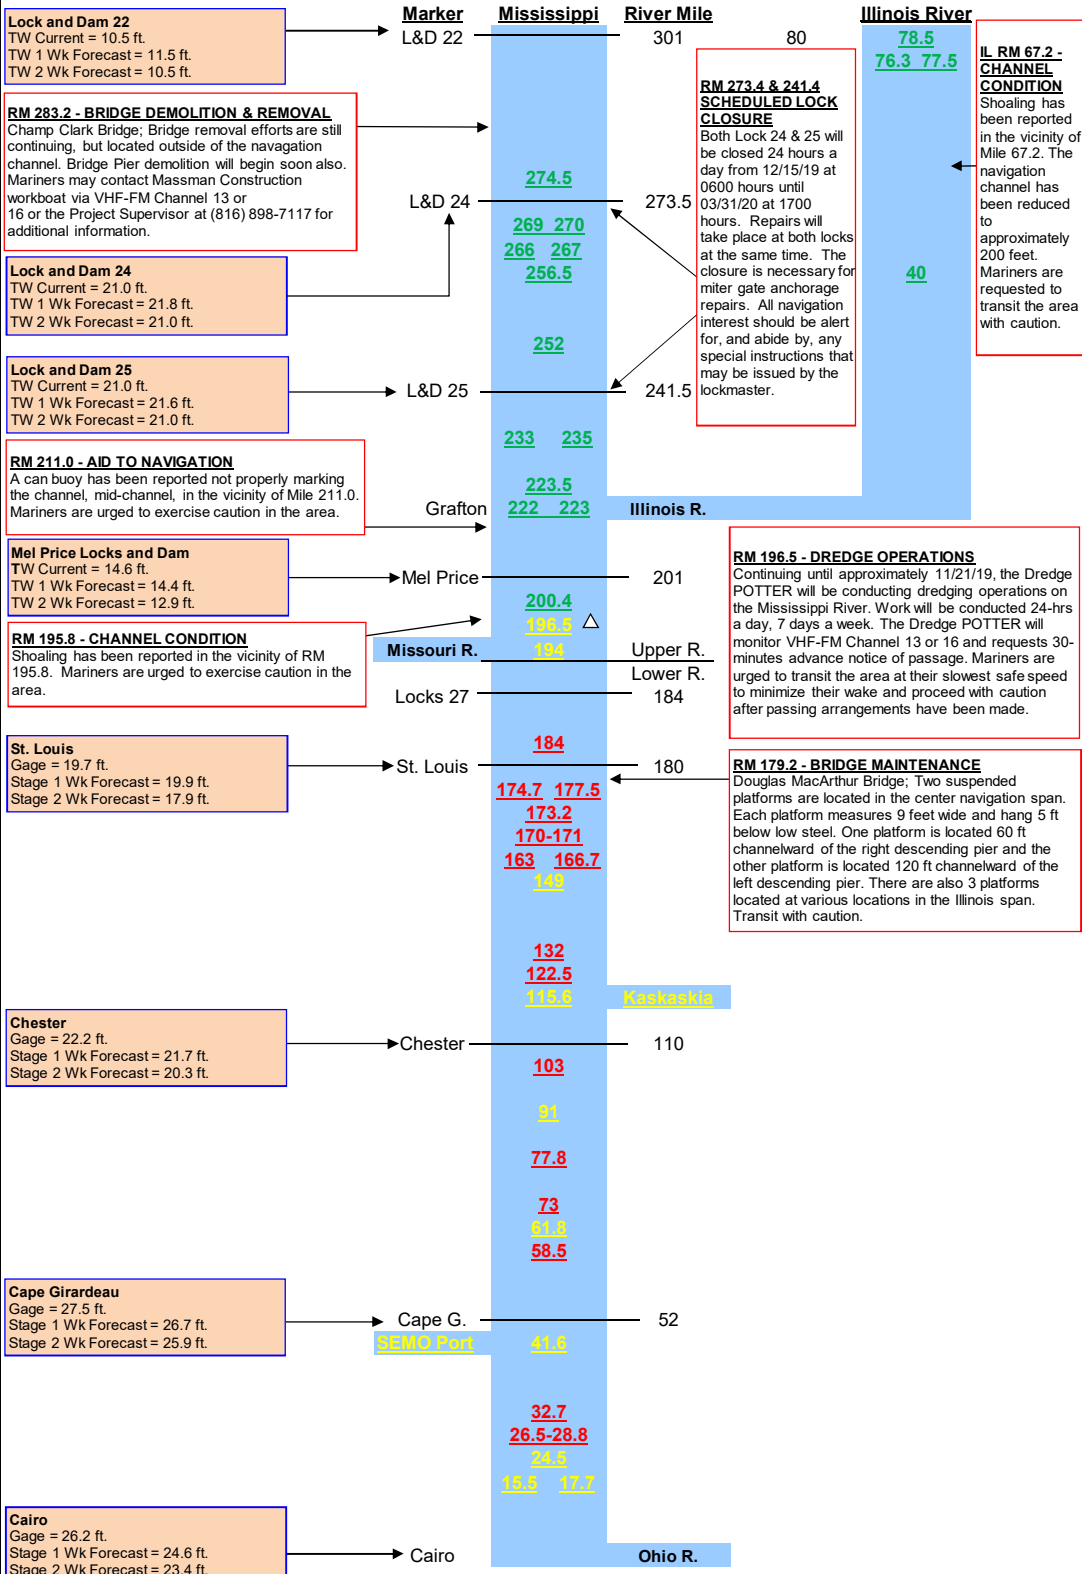 Marker Mississippi River Mile Illinois River
Lock and Dam 22
TW Current = 10.5 ft.
TW 1 Wk Forecast = 11.5 ft.
TW 2 Wk Forecast = 10.5 ft.
L&D 22 301 80
78.5
76.3 77.5
IL RM 67.2 -
CHANNEL
CONDITION
Shoaling has
been reported
in the vicinity of
Mile 67.2. The
navigation
channel has
been reduced
to
approximately
200 feet.
Mariners are
requested to
transit the area
with caution.
RM 273.4 & 241.4
SCHEDULED LOCK
CLOSURE
Both Lock 24 & 25 will
be closed 24 hours a
day from 12/15/19 at
0600 hours until
03/31/20 at 1700
hours. Repairs will
take place at both locks
at the same time. The
closure is necessary for
miter gate anchorage
repairs. All navigation
interest should be alert
for, and abide by, any
special instructions that
may be issued by the
lockmaster.
RM 283.2 - BRIDGE DEMOLITION & REMOVAL
Champ Clark Bridge; Bridge removal efforts are still
continuing, but located outside of the navagation
channel. Bridge Pier demolition will begin soon also.
Mariners may contact Massman Construction
workboat via VHF-FM Channel 13 or
16 or the Project Supervisor at (816) 898-7117 for
additional information.
274.5
L&D 24 273.5
269 270
266 267
256.5
40
Lock and Dam 24
TW Current = 21.0 ft.
TW 1 Wk Forecast = 21.8 ft.
TW 2 Wk Forecast = 21.0 ft.
252
Lock and Dam 25
TW Current = 21.0 ft.
TW 1 Wk Forecast = 21.6 ft.
TW 2 Wk Forecast = 21.0 ft.
L&D 25 241.5
233 235
RM 211.0 - AID TO NAVIGATION
A can buoy has been reported not properly marking
the channel, mid-channel, in the vicinity of Mile 211.0.
Mariners are urged to exercise caution in the area.
223.5
Grafton 222 223 Illinois R.
Mel Price Locks and Dam
TW Current = 14.6 ft.
TW 1 Wk Forecast = 14.4 ft.
TW 2 Wk Forecast = 12.9 ft.
Mel Price 201
RM 196.5 - DREDGE OPERATIONS
Continuing until approximately 11/21/19, the Dredge
POTTER will be conducting dredging operations on
the Mississippi River. Work will be conducted 24-hrs
a day, 7 days a week. The Dredge POTTER will
monitor VHF-FM Channel 13 or 16 and requests 30-
minutes advance notice of passage. Mariners are
urged to transit the area at their slowest safe speed
to minimize their wake and proceed with caution
after passing arrangements have been made.
200.4
196.5
RM 195.8 - CHANNEL CONDITION
Shoaling has been reported in the vicinity of RM
195.8. Mariners are urged to exercise caution in the
area.
Missouri R. 194 Upper R.
Lower R.
Locks 27 184
184
St. Louis
Gage = 19.7 ft.
Stage 1 Wk Forecast = 19.9 ft.
Stage 2 Wk Forecast = 17.9 ft.
St. Louis 180
RM 179.2 - BRIDGE MAINTENANCE
Douglas MacArthur Bridge; Two suspended
platforms are located in the center navigation span.
Each platform measures 9 feet wide and hang 5 ft
below low steel. One platform is located 60 ft
channelward of the right descending pier and the
other platform is located 120 ft channelward of the
left descending pier. There are also 3 platforms
located at various locations in the Illinois span.
Transit with caution.
174.7 177.5
173.2
170-171
163 166.7
149
132
122.5
115.6 Kaskaskia
Chester
Gage = 22.2 ft.
Stage 1 Wk Forecast = 21.7 ft.
Stage 2 Wk Forecast = 20.3 ft.
Chester 110
103
91
77.8
73
61.8
58.5
Cape Girardeau
Gage = 27.5 ft.
Stage 1 Wk Forecast = 26.7 ft.
Stage 2 Wk Forecast = 25.9 ft.
Cape G. 52
SEMO Port 41.6
32.7
26.5-28.8
24.5
15.5 17.7
Cairo
Gage = 26.2 ft.
Stage 1 Wk Forecast = 24.6 ft.
Stage 2 Wk Forecast = 23.4 ft.
Cairo Ohio R.